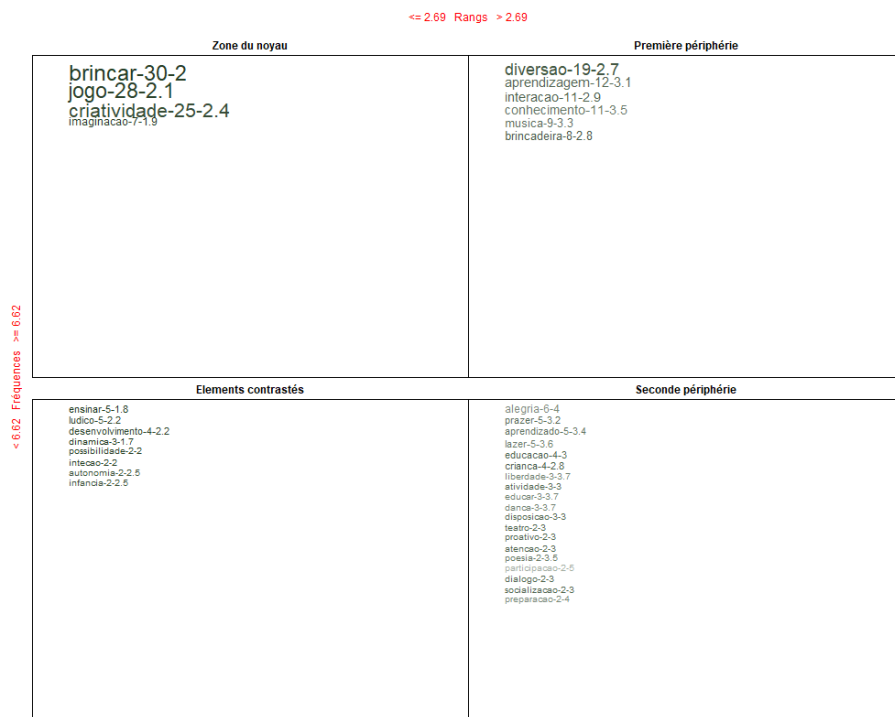 <= 2.69 Rangs > 2.69
Zone du noyau
brincar-30-2
jogo-28-2.1
criatividade-25-2.4
imaginacao-7-1.9
Première périphérie
diversao-19-2.7
aprendizagem-12-3.1
interacao-11-2.9
conhecimento-11-3.5
musica-9-3.3
brincadeira-8-2.8
< 6.62 Fréquences >= 6.62
Elements contrastés
ensinar-5-1.8
ludico-5-2.2
desenvolvimento-4-2.2
dinamica-3-1.7
possibilidade-2-2
intecao-2-2
autonomia-2-2.5
infancia-2-2.5
Seconde périphérie
alegria-6-4
prazer-5-3.2
aprendizado-5-3.4
lazer-5-3.6
educacao-4-3
crianca-4-2.8
liberdade-3-3.7
atividade-3-3
educar-3-3.7
danca-3-3.7
disposicao-3-3
teatro-2-3
proativo-2-3
atencao-2-3
poesia-2-3.5
participacao-2-5
dialogo-2-3
socializacao-2-3
preparacao-2-4